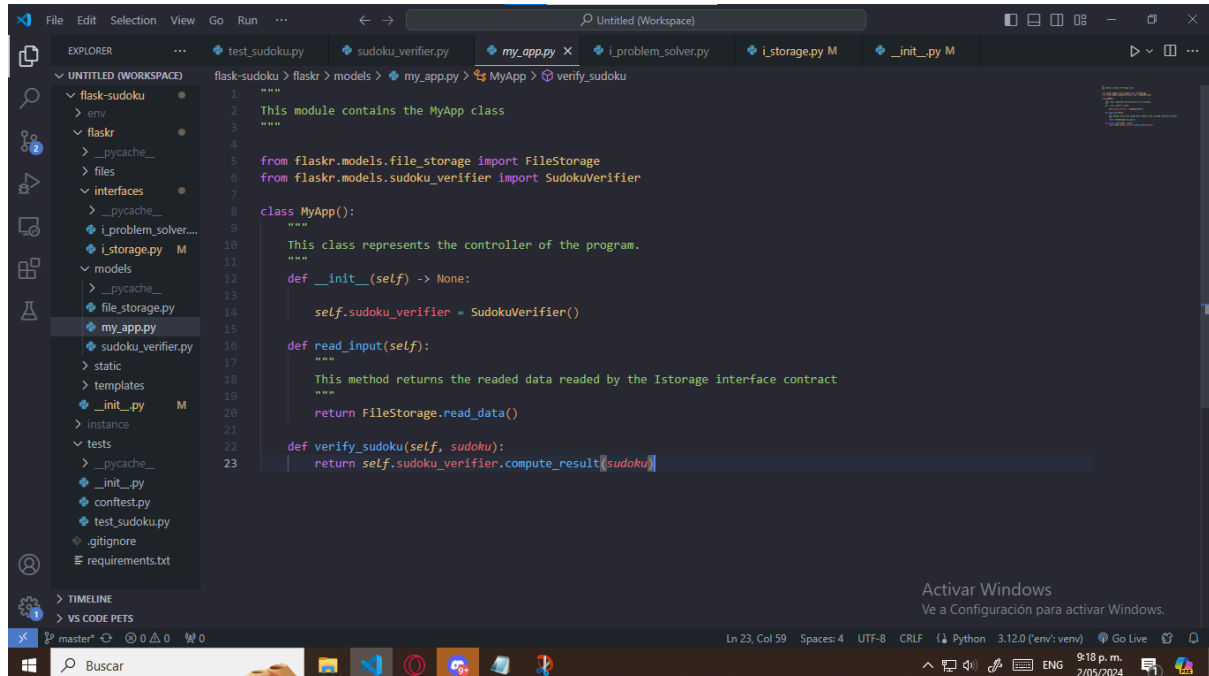 File Edit Selection View Go Run ··· ← → Untitled (Workspace)
EXPLORER ···
test_sudoku.py sudoku_verifier.py my_app.py × i_problem_solver.py i_storage.py M __init__.py M
UNTITLED (WORKSPACE)
flask-sudoku
env
flaskr
__pycache__
files
interfaces
__pycache__
i_problem_solver....
i_storage.py M
models
__pycache__
file_storage.py
my_app.py
sudoku_verifier.py
static
templates
__init__.py M
instance
tests
__pycache__
__init__.py
conftest.py
test_sudoku.py
.gitignore
requirements.txt
TIMELINE
VS CODE PETS
flask-sudoku > flaskr > models > my_app.py > MyApp > verify_sudoku
1 """
2 This module contains the MyApp class
3 """
4
5 from flaskr.models.file_storage import FileStorage
6 from flaskr.models.sudoku_verifier import SudokuVerifier
7
8 class MyApp():
9 """
10 This class represents the controller of the program.
11 """
12 def __init__(self) -> None:
13
14 self.sudoku_verifier = SudokuVerifier()
15
16 def read_input(self):
17 """
18 This method returns the readed data readed by the Istorage interface contract
19 """
20 return FileStorage.read_data()
21
22 def verify_sudoku(self, sudoku):
23 return self.sudoku_verifier.compute_result(sudoku)
2
1
Activar Windows
Ve a Configuración para activar Windows.
master* 0 0 0 Ln 23, Col 59 Spaces: 4 UTF-8 CRLF Python 3.12.0 ('env': venv) Go Live
Buscar
ENG 9:18 p. m.
2/05/2024